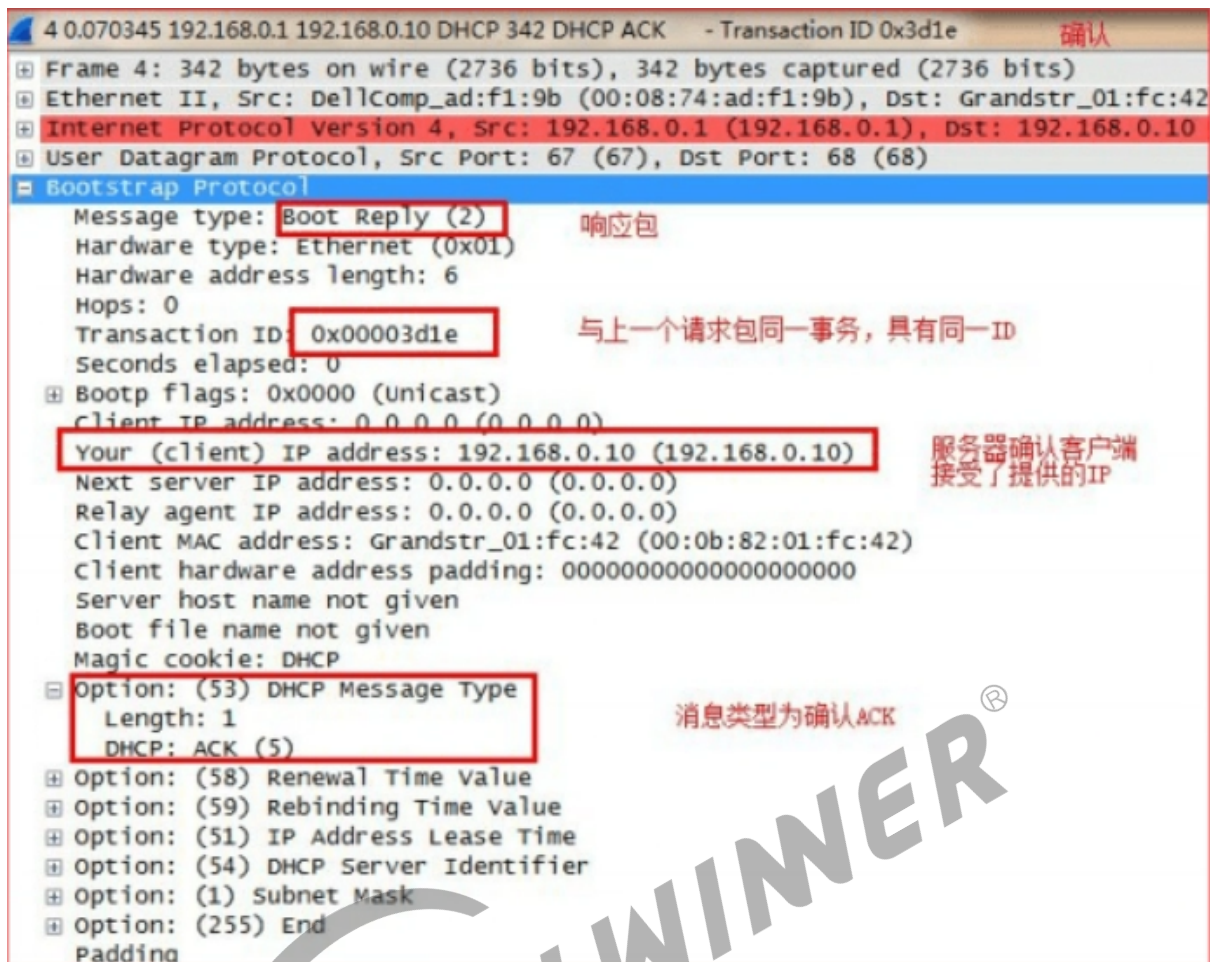 4 0.070345 192.168.0.1 192.168.0.10 DHCP 342 DHCP ACK - Transaction ID 0x3d1e 确认
Frame 4: 342 bytes on wire (2736 bits), 342 bytes captured (2736 bits)
Ethernet II, Src: DellComp_ad:f1:9b (00:08:74:ad:f1:9b), Dst: Grandstr_01:fc:42
Internet Protocol Version 4, Src: 192.168.0.1 (192.168.0.1), Dst: 192.168.0.10
User Datagram Protocol, Src Port: 67 (67), Dst Port: 68 (68)
Bootstrap Protocol
Message type: Boot Reply (2) 响应包
Hardware type: Ethernet (0x01)
Hardware address length: 6
Hops: 0
Transaction ID: 0x00003d1e 与上一个请求包同一事务，具有同一ID
Seconds elapsed: 0
Bootp flags: 0x0000 (Unicast)
Client IP address: 0.0.0.0 (0.0.0.0)
Your (client) IP address: 192.168.0.10 (192.168.0.10) 服务器确认客户端
接受了提供的IP
Next server IP address: 0.0.0.0 (0.0.0.0)
Relay agent IP address: 0.0.0.0 (0.0.0.0)
Client MAC address: Grandstr_01:fc:42 (00:0b:82:01:fc:42)
Client hardware address padding: 00000000000000000000
Server host name not given
Boot file name not given
Magic cookie: DHCP
Option: (53) DHCP Message Type
Length: 1 消息类型为确认ACK
DHCP: ACK (5)
Option: (58) Renewal Time Value
Option: (59) Rebinding Time Value
Option: (51) IP Address Lease Time
Option: (54) DHCP Server Identifier
Option: (1) Subnet Mask
Option: (255) End
Padding
WINNER®